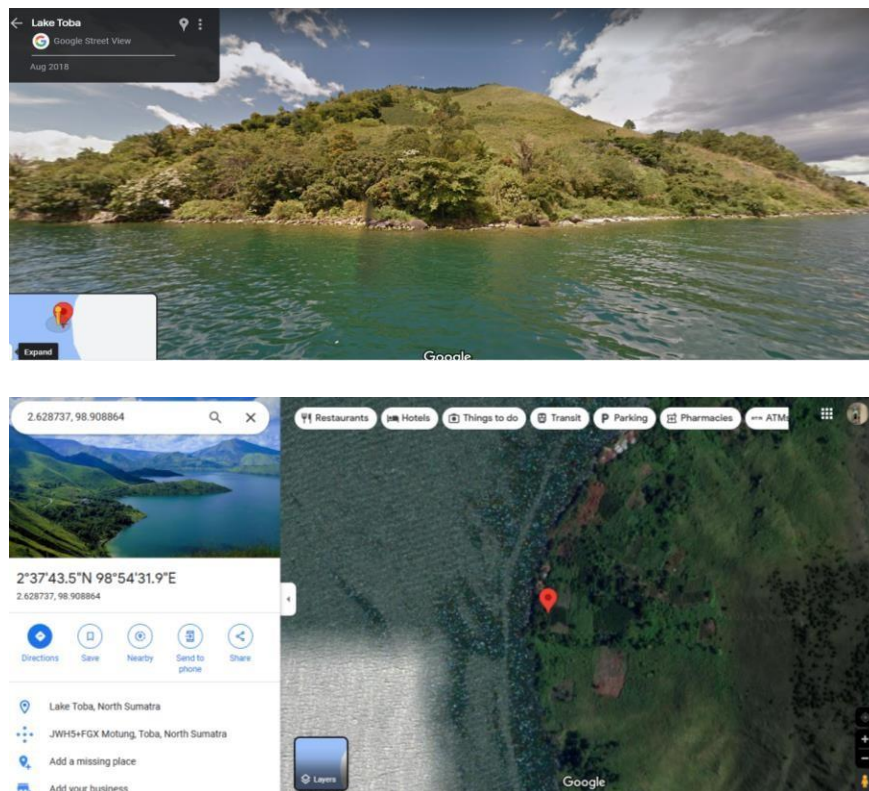 Lake Toba
Google Street View
Aug 2018
Expand
Google
2.628737, 98.908864
Restaurants
Hotels
Things to do
Transit
Parking
Pharmacies
ATMs
2°37'43.5"N 98°54'31.9"E
2.628737, 98.908864
Directions
Save
Nearby
Send to
phone
Share
Lake Toba, North Sumatra
JWH5+FGX Motung, Toba, North Sumatra
Add a missing place
Add your business
Layers
Google